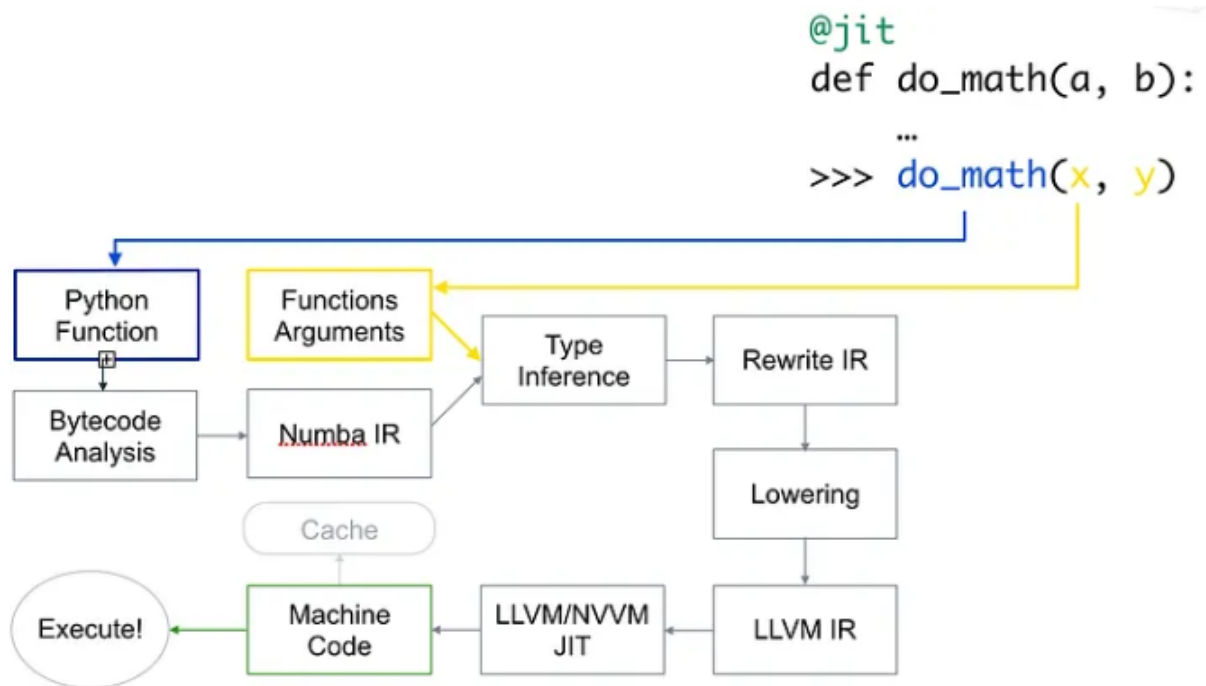 @jit
def do_math(a, b):
…
>>> do_math(x, y)
Python
Function
Functions
Arguments
Type
Inference
Rewrite IR
Bytecode
Analysis
Numba IR
Lowering
Cache
Execute!
Machine
Code
LLVM/NVVM
JIT
LLVM IR